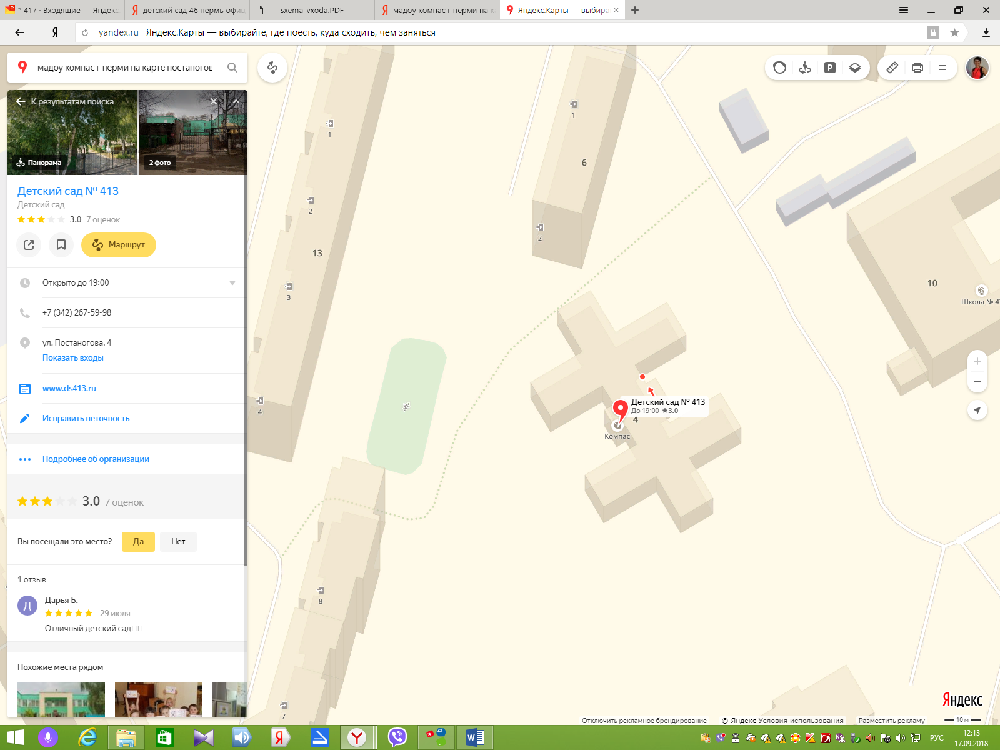 * 417 · Входящие — Яндекс.
детский сад 46 пермь офиц
sxema_vxoda.PDF
мадоу компас г перми на к
Яндекс.Карты — выбира
yandex.ru Яндекс.Карты — выбирайте, где поесть, куда сходить, чем заняться
мадоу компас г перми на карте постаногов
К результатам поиска
Панорама
2 фото
Детский сад № 413
Детский сад
3.0 7 оценок
Маршрут
Открыто до 19:00
+7 (342) 267-59-98
ул. Постаногова, 4
Показать входы
www.ds413.ru
Исправить неточность
Подробнее об организации
3.0 7 оценок
Вы посещали это место?
Да
Нет
1 отзыв
Д
Дарья Б.
29 июля
Отличный детский сад
Похожие места рядом
1
2
13
3
4
8
7
1
6
2
10
Школа № 4
Детский сад № 413
До 19:00 ★3.0
4
Компас
P
Яндекс
Отключить рекламное брендирование
© Яндекс Условия использования
Разместить рекламу
10 м
РУС
12:13
17.09.2018